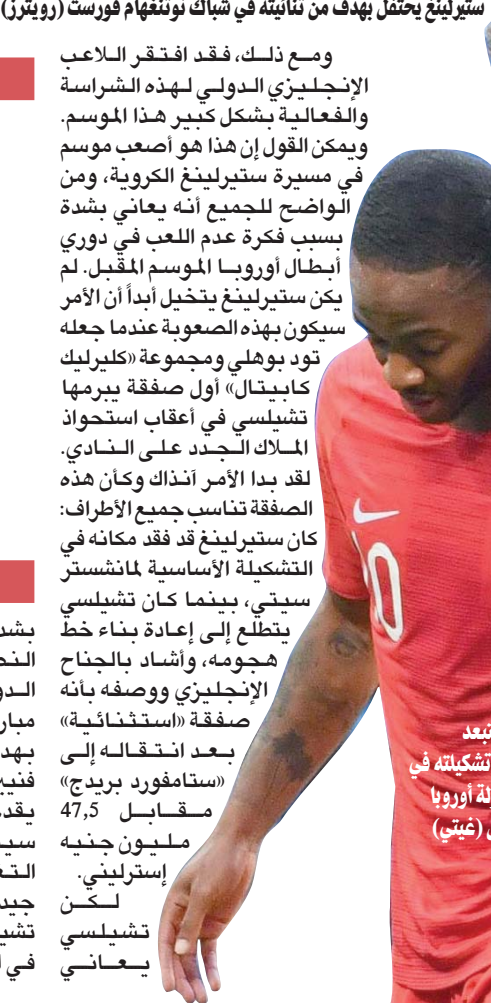 ستيرلينغ يحتفل بهدف من ثنائيته في شباك نوتنغهام فورست (رويترز)
ومع ذلك، فقد افتقر اللاعب
الإنجليزي الدولي لهذه الشراسة
والفعالية بشكل كبير هذا الموسم.
ويمكن القول إن هذا هو أصعب موسم
في مسيرة ستيرلينغ الكروية، ومن
الواضح للجميع أنه يعاني بشدة
بسبب فكرة عدم اللعب في دوري
أبطال أوروبا الموسم المقبل. لم
يكن ستيرلينغ يتخيل أبداً أن الأمر
سيكون بهذه الصعوبة عندما جعله
تود بوهلي ومجموعة «كليرليك
كابيتال» أول صفقة يبرمها
تشيلسي في أعقاب استحواذ
الملاك الجدد على النادي.
لقد بدا الأمر آنذاك وكأن هذه
الصفقة تناسب جميع الأطراف:
كان ستيرلينغ قد فقد مكانه في
التشكيلة الأساسية لمانشستر
سيتي، بينما كان تشيلسي
يتطلع إلى إعادة بناء خط
هجومه، وأشاد بالجناح
الإنجليزي ووصفه بأنه
صفقة «استثنائية»
بعد انتقاله إلى
«ستامفورد بريدج»
مقابل 47,5
مليون جنيه
إسترليني.
لكن
تشيلسي
يعاني
10
تشكيلته في
أوروبا
(غيتي)